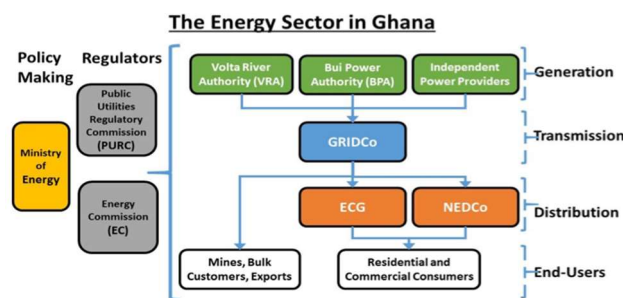 The Energy Sector in Ghana
Policy
Making
Regulators
Volta River
Authority (VRA)
Bui Power
Authority (BPA)
Independent
Power Providers
Generation
Public
Utilities
Regulatory
Commission
(PURC)
GRIDCo
Transmission
Ministry
of
Energy
Energy
Commission
(EC)
ECG
NEDCo
Distribution
Mines, Bulk
Customers, Exports
Residential and
Commercial Consumers
End-Users